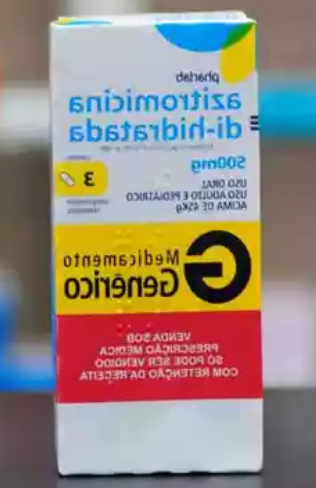 pharlab
azitromicina
di-hidratada
500mg
3
USO ORAL
USO ADULTO E PEDIÁTRICO
ACIMA DE 45Kg
G
Medicamento
Genérico
VENDA SOB
PRESCRIÇÃO MÉDICA
SÓ PODE SER VENDIDO
COM RETENÇÃO DA RECEITA